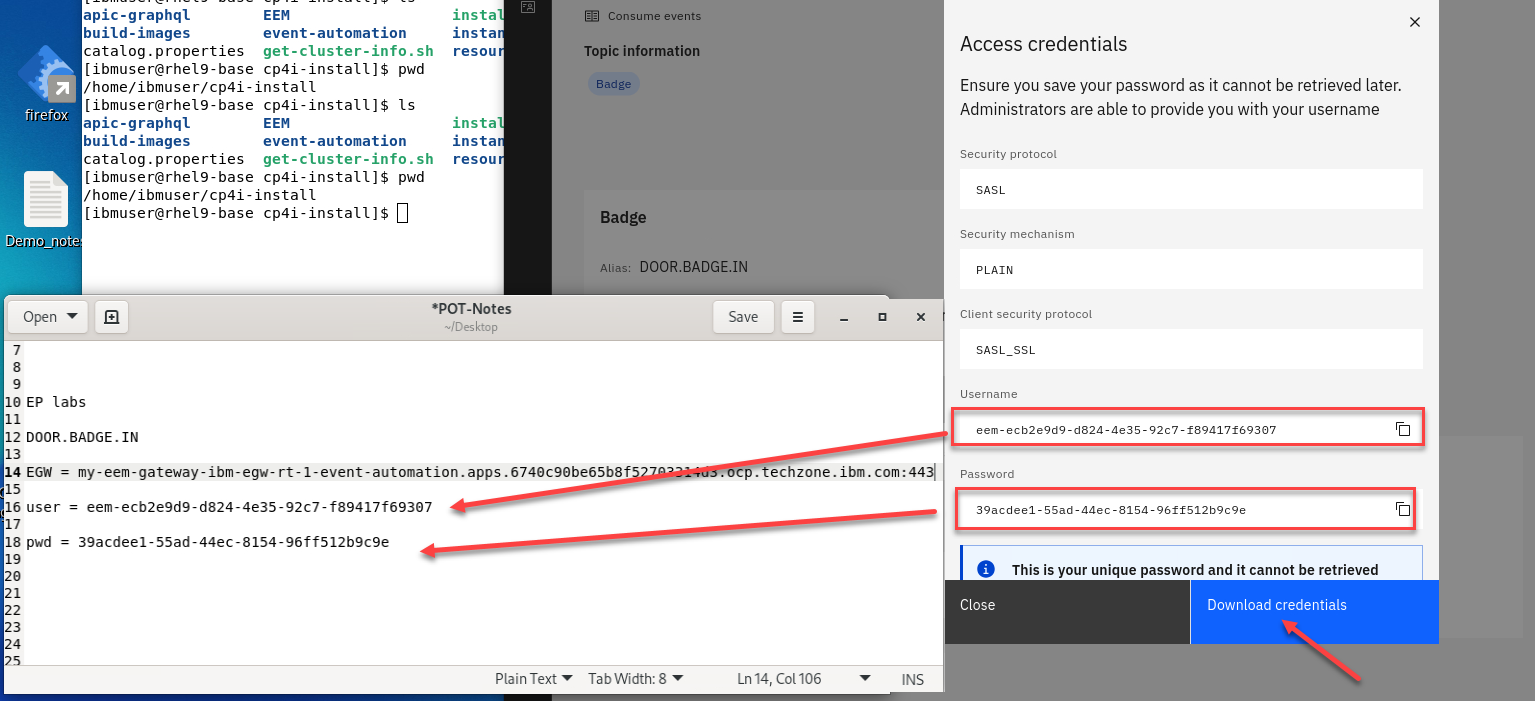 [ibmuser@rhel9-base cp4i-install]$ ls
apic-graphql EEM instal
build-images event-automation instan
catalog.properties get-cluster-info.sh resour
[ibmuser@rhel9-base cp4i-install]$ pwd
/home/ibmuser/cp4i-install
[ibmuser@rhel9-base cp4i-install]$ ls
apic-graphql EEM instal
build-images event-automation instan
catalog.properties get-cluster-info.sh resour
[ibmuser@rhel9-base cp4i-install]$ pwd
/home/ibmuser/cp4i-install
[ibmuser@rhel9-base cp4i-install]$
firefox
Demo_notes
Consume events
Topic information
Badge
Badge
Alias: DOOR.BADGE.IN
Open
*POT-Notes
~/Desktop
Save
7
8
9
10 EP labs
11
12 DOOR.BADGE.IN
13
14 EGW = my-eem-gateway-ibm-egw-rt-1-event-automation.apps.6740c90be65b8f52703314d3.ocp.techzone.ibm.com:443
15
16 user = eem-ecb2e9d9-d824-4e35-92c7-f89417f69307
17
18 pwd = 39acdee1-55ad-44ec-8154-96ff512b9c9e
19
20
21
22
23
24
25
Plain Text Tab Width: 8 Ln 14, Col 106 INS
Access credentials
Ensure you save your password as it cannot be retrieved later.
Administrators are able to provide you with your username
Security protocol
SASL
Security mechanism
PLAIN
Client security protocol
SASL_SSL
Username
eem-ecb2e9d9-d824-4e35-92c7-f89417f69307
Password
39acdee1-55ad-44ec-8154-96ff512b9c9e
This is your unique password and it cannot be retrieved
Close
Download credentials